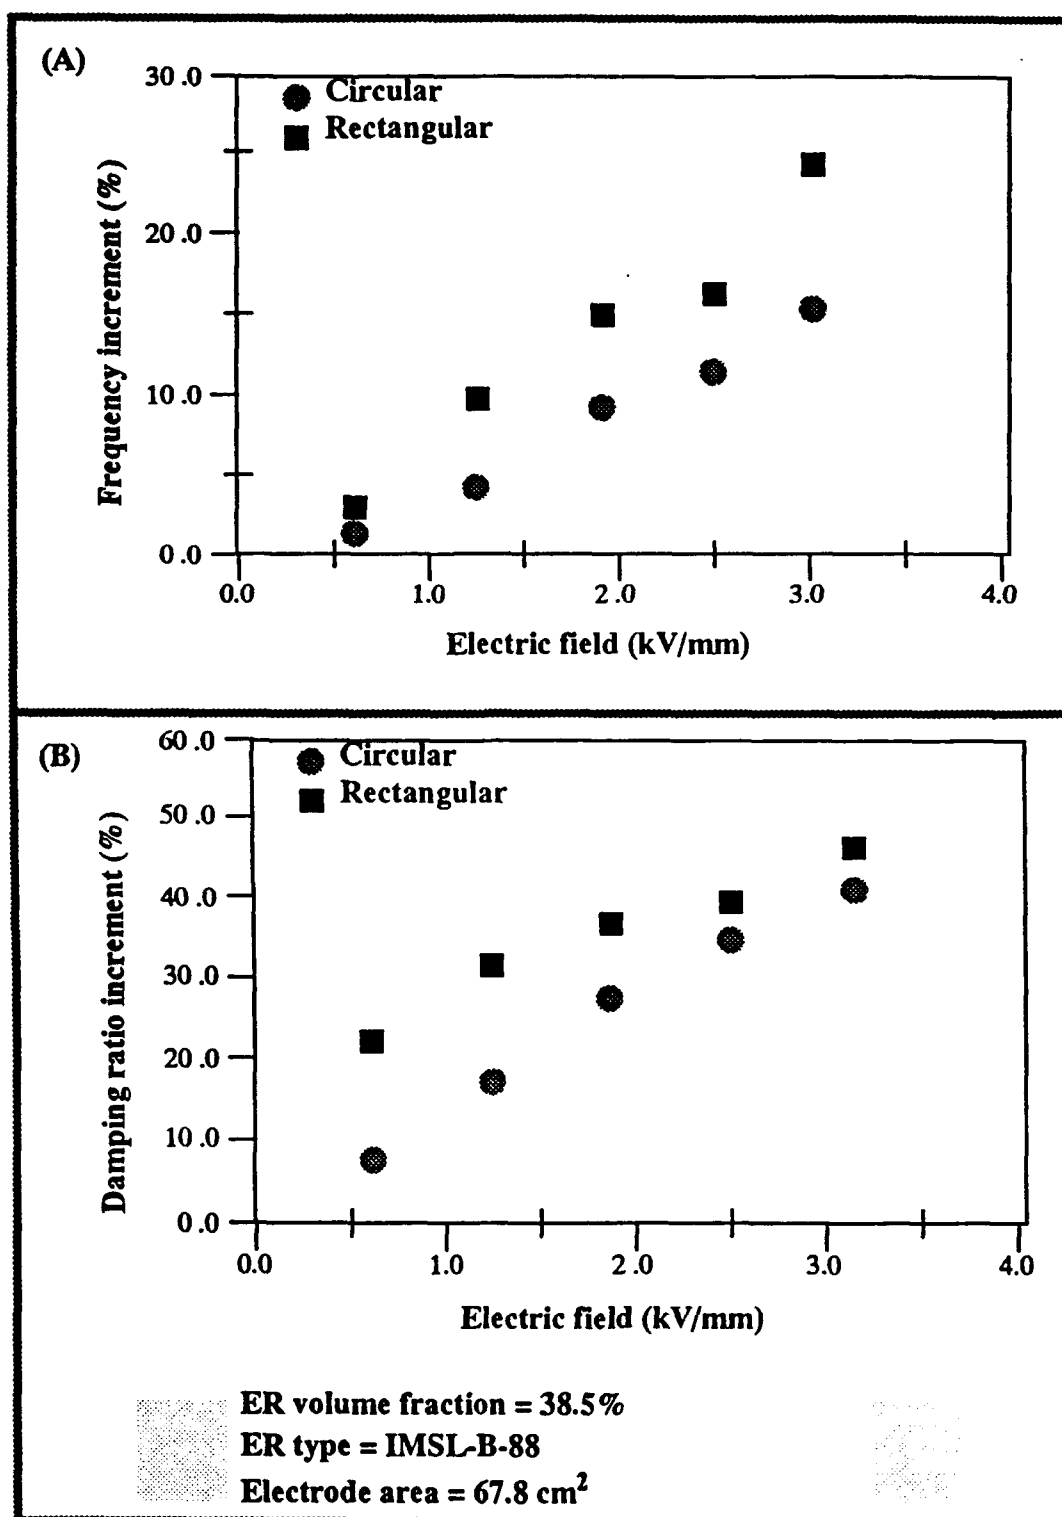 (A)
30.0
Circular
Rectangular
20.0
10.0
0.0
Frequency increment (%)
0.0 1.0 2.0 3.0 4.0
Electric field (kV/mm)
(B)
60.0
Circular
Rectangular
50.0
40.0
30.0
20.0
10.0
0.0
Damping ratio increment (%)
0.0 1.0 2.0 3.0 4.0
Electric field (kV/mm)
ER volume fraction = 38.5%
ER type = IMSL-B-88
Electrode area = 67.8 cm²